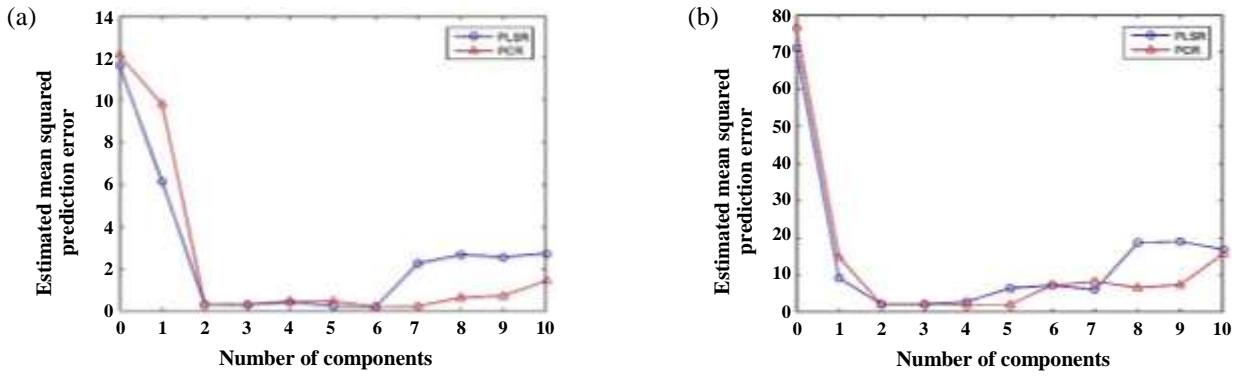 (a)
14
12
10
8
6
4
2
0
PLSR
PCR
Estimated mean squared
prediction error
0 1 2 3 4 5 6 7 8 9 10
Number of components
(b)
80
70
60
50
40
30
20
10
0
PLSR
PCR
Estimated mean squared
prediction error
0 1 2 3 4 5 6 7 8 9 10
Number of components